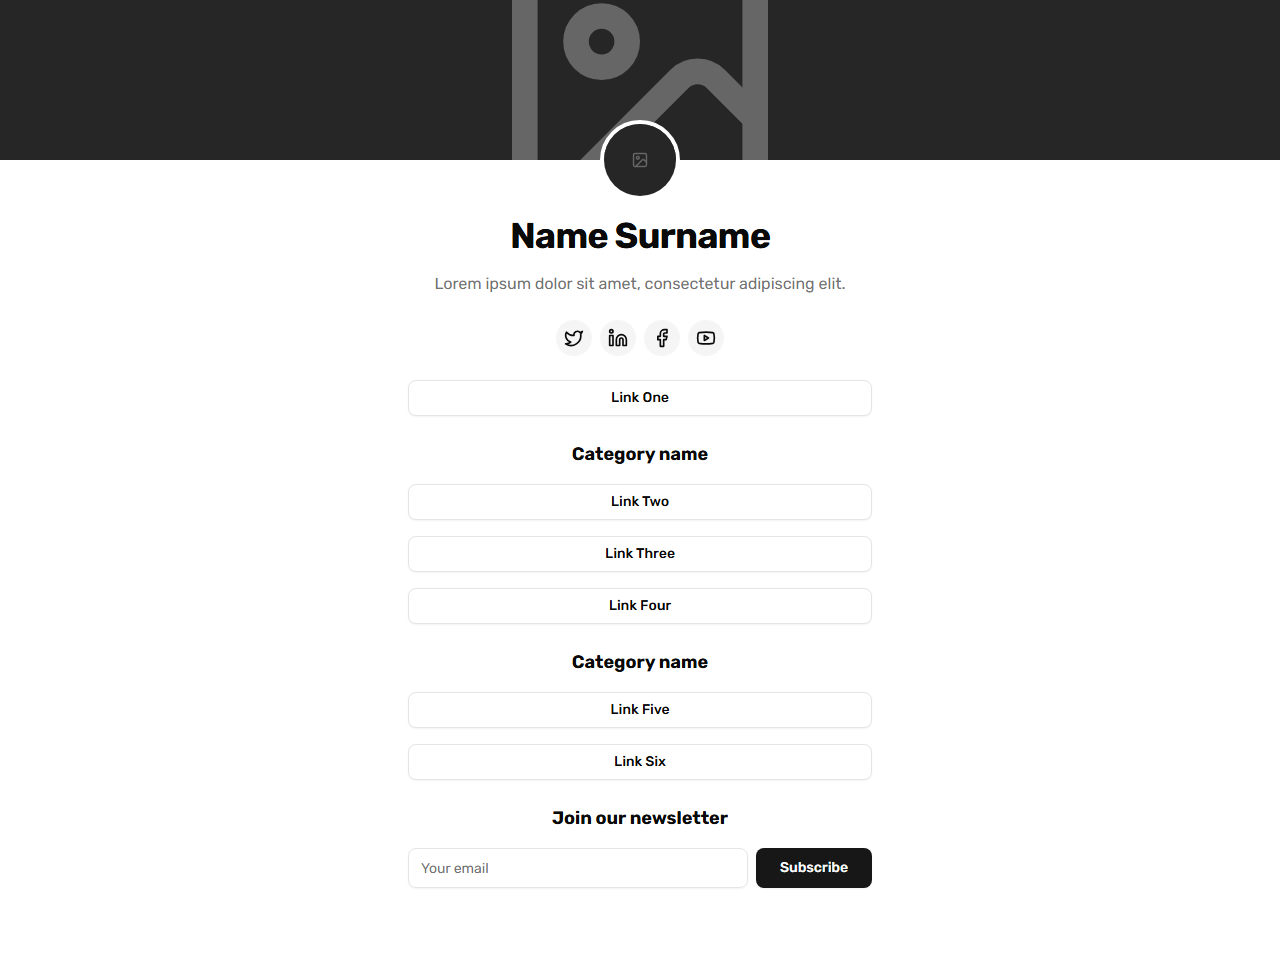 Name Surname
Lorem ipsum dolor sit amet, consectetur adipiscing elit.
Link One
Category name
Link Two
Link Three
Link Four
Category name
Link Five
Link Six
Join our newsletter
Your email
Subscribe